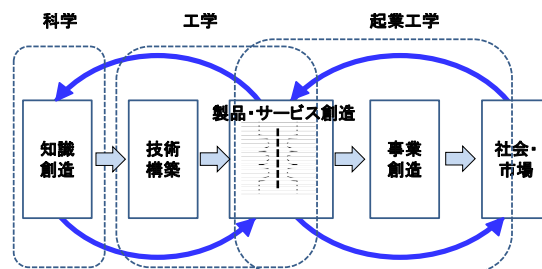 科学
工学
起業工学
知識
創造
技術
構築
製品・サービス創造
事業
創造
社会・
市場